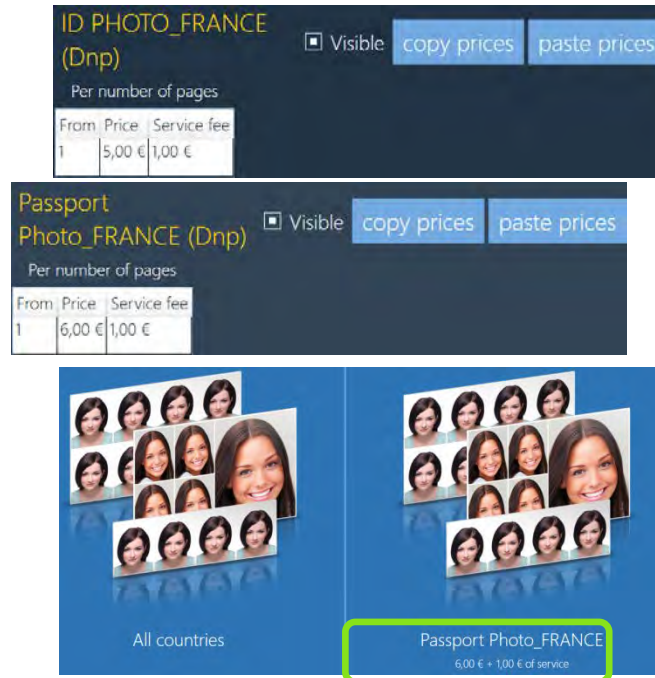 ID PHOTO_FRANCE
(Dnp)
Visible
copy prices
paste prices
Per number of pages
From Price Service fee
1 5,00 € 1,00 €
Passport
Photo_FRANCE (Dnp)
Visible
copy prices
paste prices
Per number of pages
From Price Service fee
1 6,00 € 1,00 €
All countries
Passport Photo_FRANCE
6,00 € + 1,00 € of service